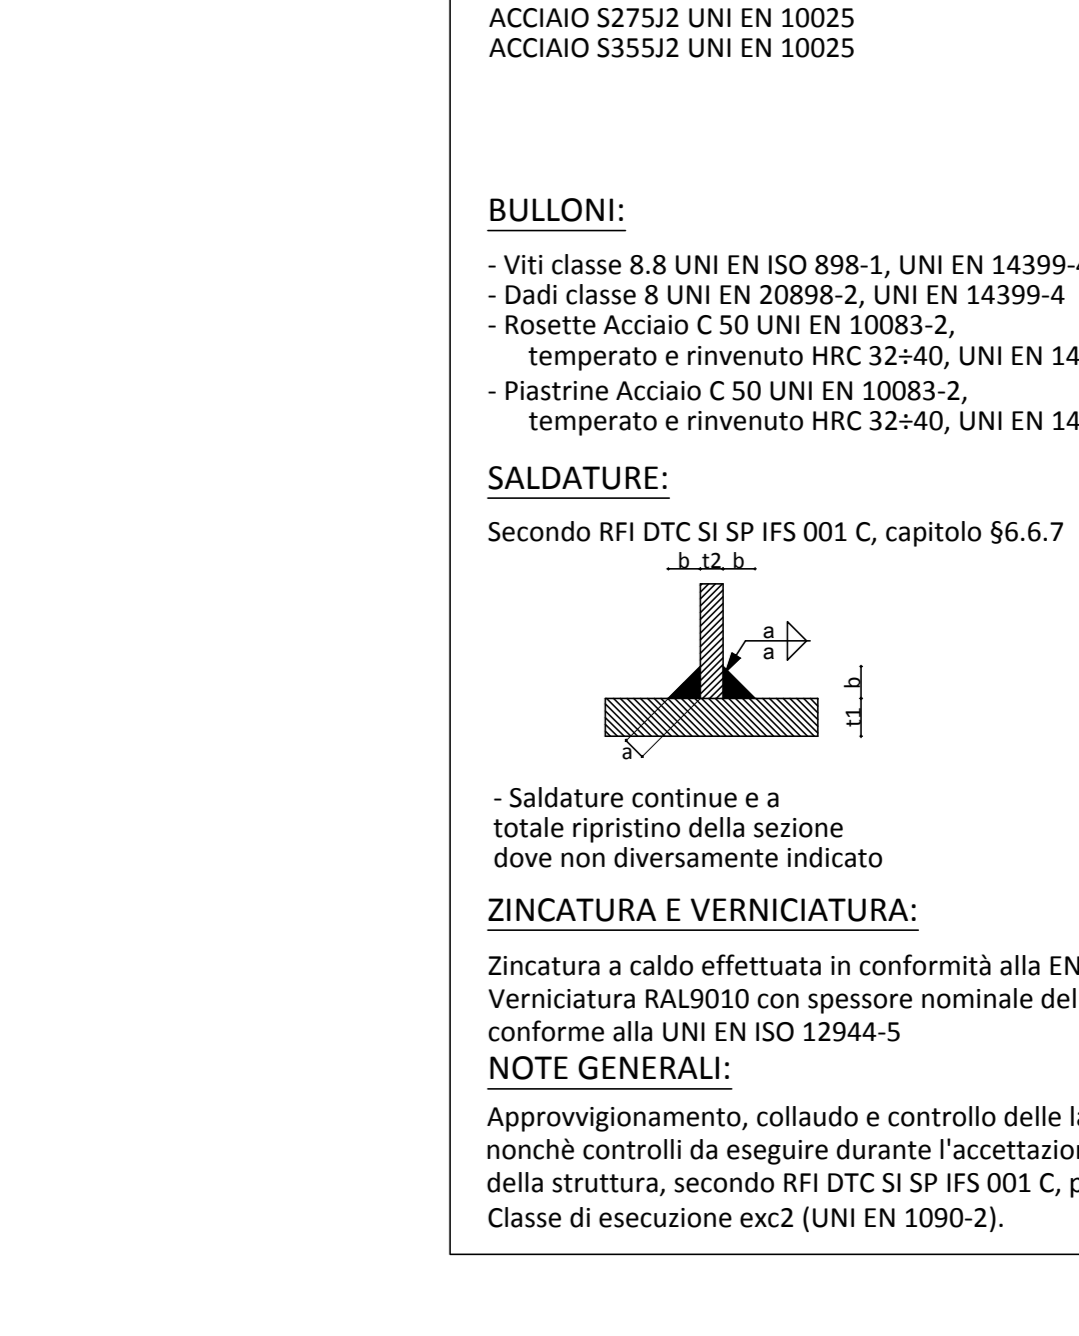 ACCIAIO S275J2 UNI EN 10025
ACCIAIO S355J2 UNI EN 10025
BULLONI:
- Viti classe 8.8 UNI EN ISO 898-1, UNI EN 14399-4
- Dadi classe 8 UNI EN 20898-2, UNI EN 14399-4
- Rosette Acciaio C 50 UNI EN 10083-2,
temperato e rinvenuto HRC 32÷40, UNI EN 14
- Piastrine Acciaio C 50 UNI EN 10083-2,
temperato e rinvenuto HRC 32÷40, UNI EN 14
SALDATURE:
Secondo RFI DTC SI SP IFS 001 C, capitolo §6.6.7
b t2 b
a
a
b
t1
a
- Saldature continue e a
totale ripristino della sezione
dove non diversamente indicato
ZINCATURA E VERNICIATURA:
Zincatura a caldo effettuata in conformità alla EN
Verniciatura RAL9010 con spessore nominale del
conforme alla UNI EN ISO 12944-5
NOTE GENERALI:
Approvvigionamento, collaudo e controllo delle
nonchè controlli da eseguire durante
della struttura, secondo RFI DTC SI SP IFS 001 C,
Classe di esecuzione exc2 (UNI EN 1090-2).